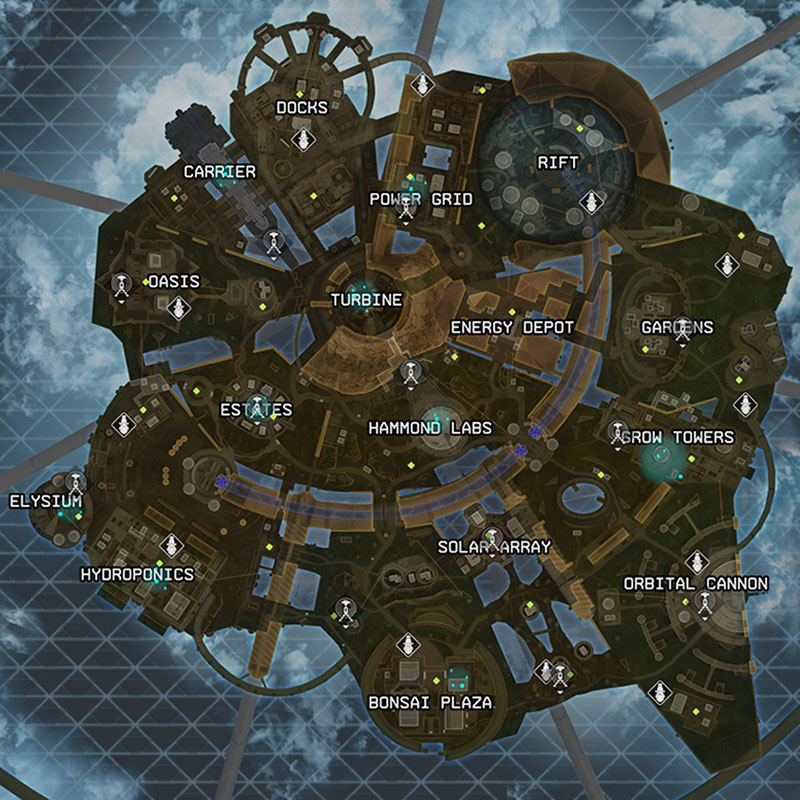 DOCKS
RIFT
CARRIER
POWER GRID
OASIS
TURBINE
ENERGY DEPOT
GARDENS
ESTATES
HAMMOND LABS
GROW TOWERS
ELYSIUM
SOLAR ARRAY
HYDROPONICS
ORBITAL CANNON
BONSAI PLAZA